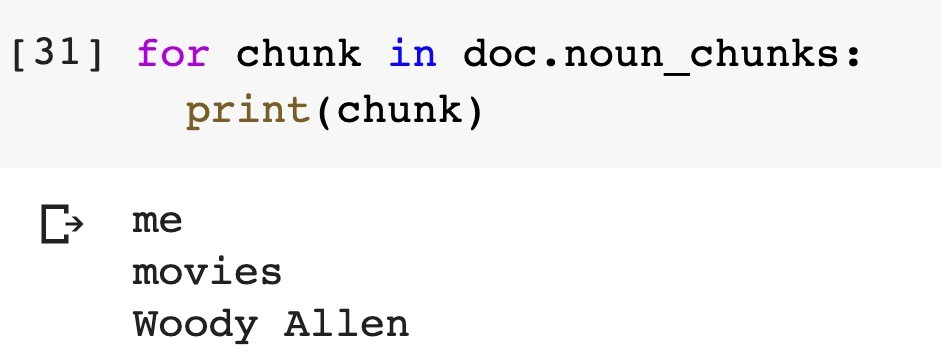 [31] for chunk in doc.noun_chunks:
print(chunk)
me
movies
Woody Allen